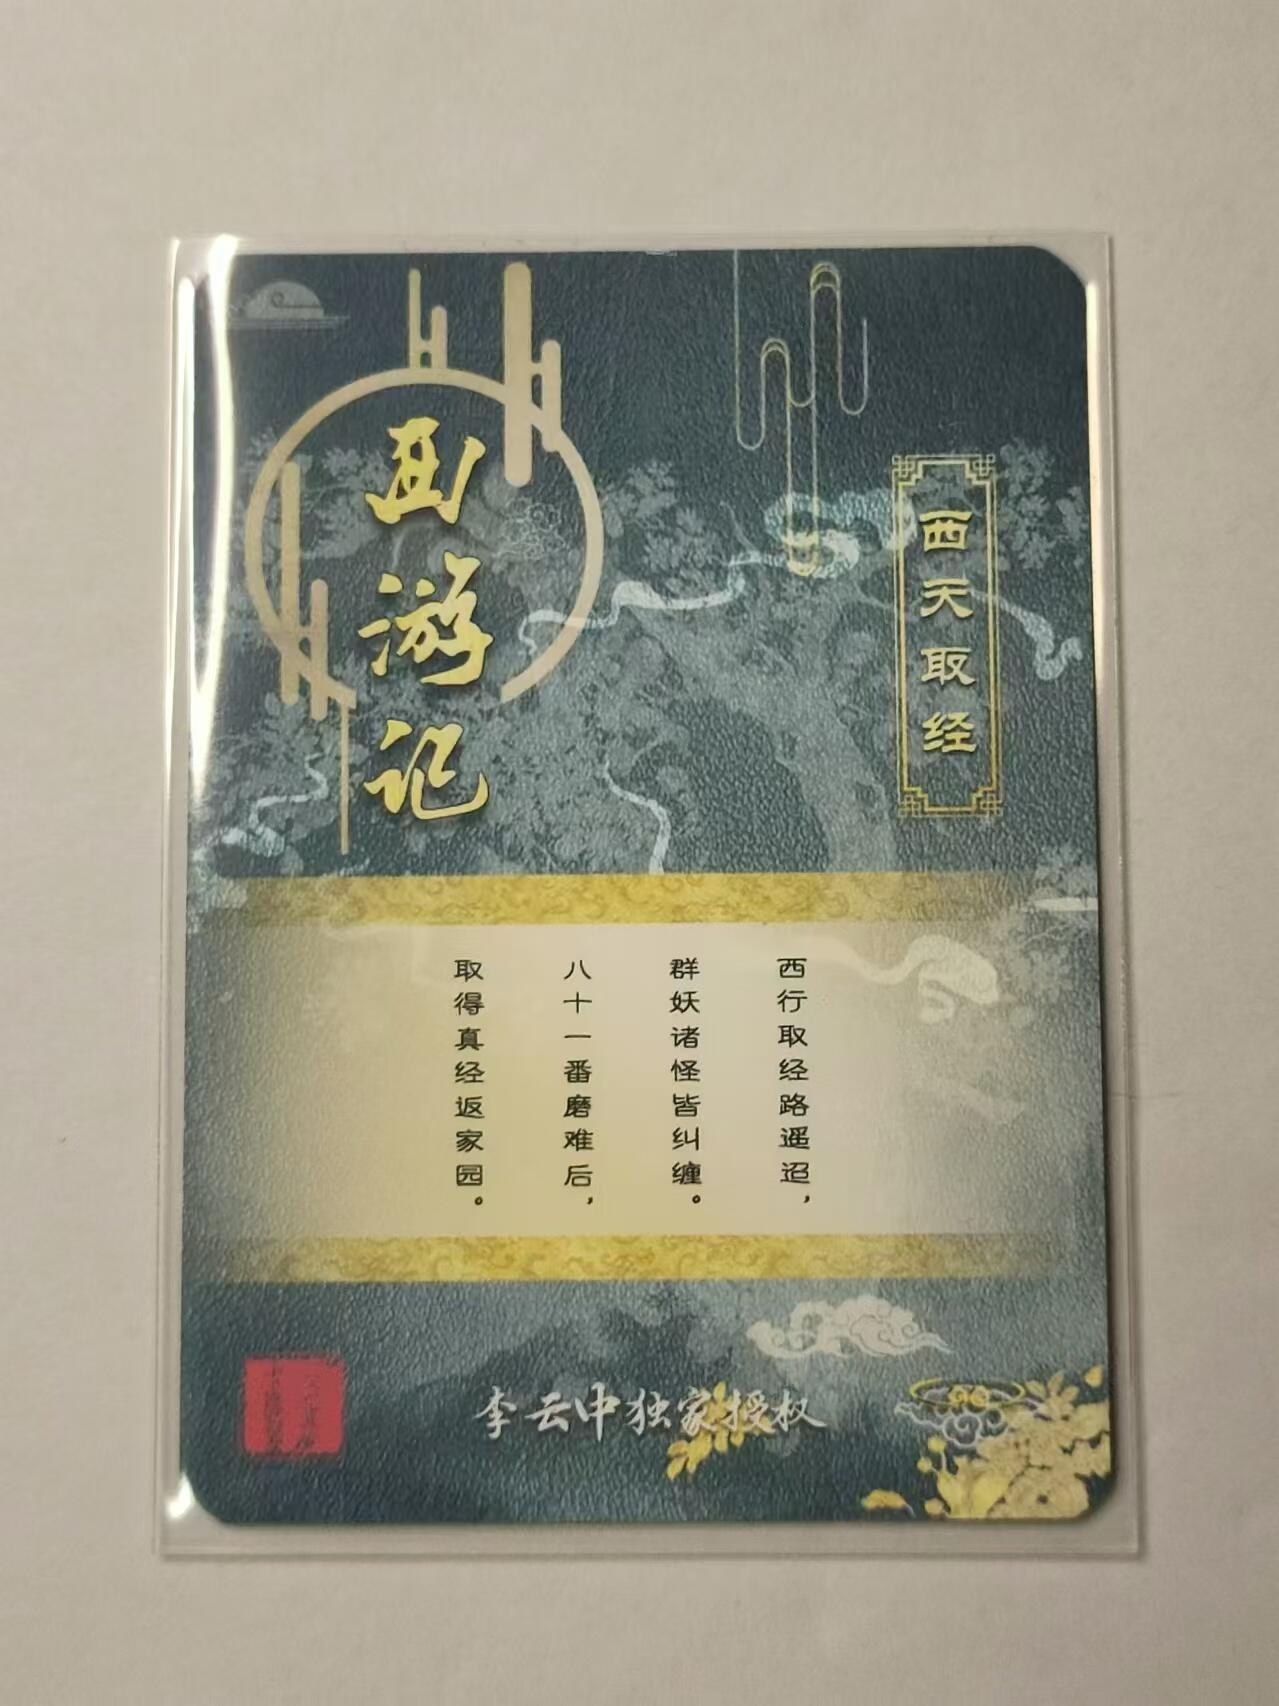 西游记
西天取经
西行取经路遥迢，
群妖诸怪皆纠缠。
八十一番磨难后，
取得真经返家园。
李云中独家授权